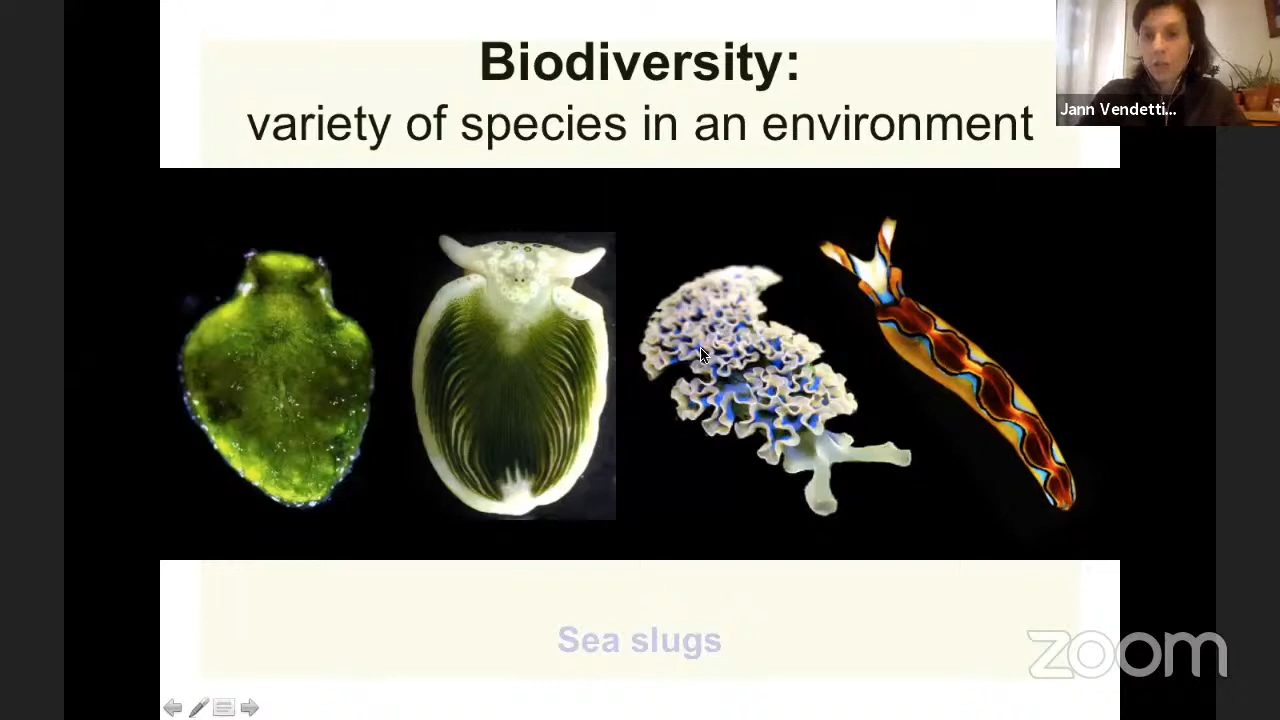 Biodiversity:
variety of species in an environment
Jann Vendetti...
Sea slugs
zoom